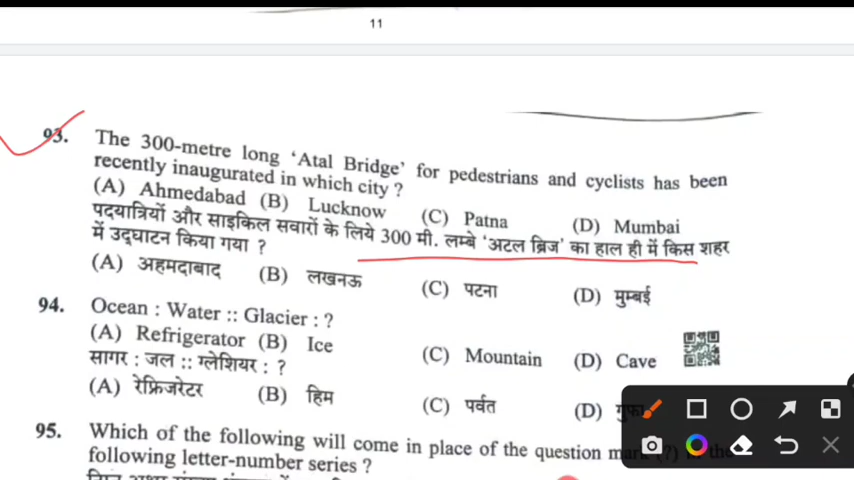 11
93. The 300-metre long ‘Atal Bridge’ for pedestrians and cyclists has been
recently inaugurated in which city ?
(A) Ahmedabad (B) Lucknow (C) Patna (D) Mumbai
पदयात्रियों और साइकिल सवारों के लिये 300 मी. लम्बे ‘अटल ब्रिज’ का हाल ही में किस शहर
में उद्घाटन किया गया ?
(A) अहमदाबाद (B) लखनऊ (C) पटना (D) मुम्बई
94. Ocean : Water :: Glacier : ?
(A) Refrigerator (B) Ice (C) Mountain (D) Cave
सागर : जल :: ग्लेशियर : ?
(A) रेफ्रिजरेटर (B) हिम (C) पर्वत (D)
95. Which of the following will come in place of the question
following letter-number series ?